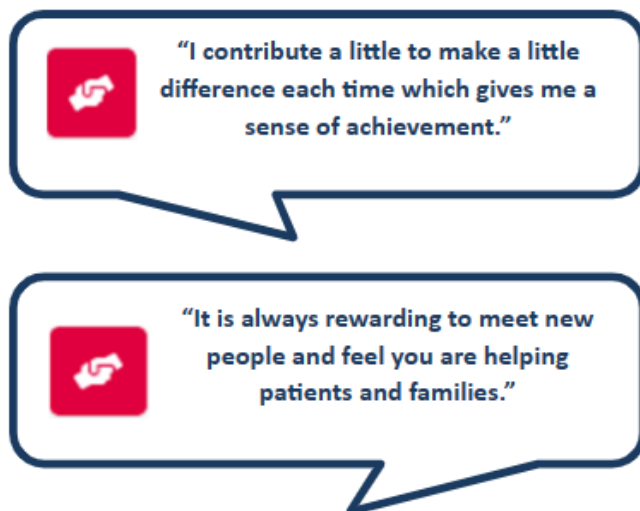 “I contribute a little to make a little
difference each time which gives me a
sense of achievement.”
“It is always rewarding to meet new
people and feel you are helping
patients and families.”